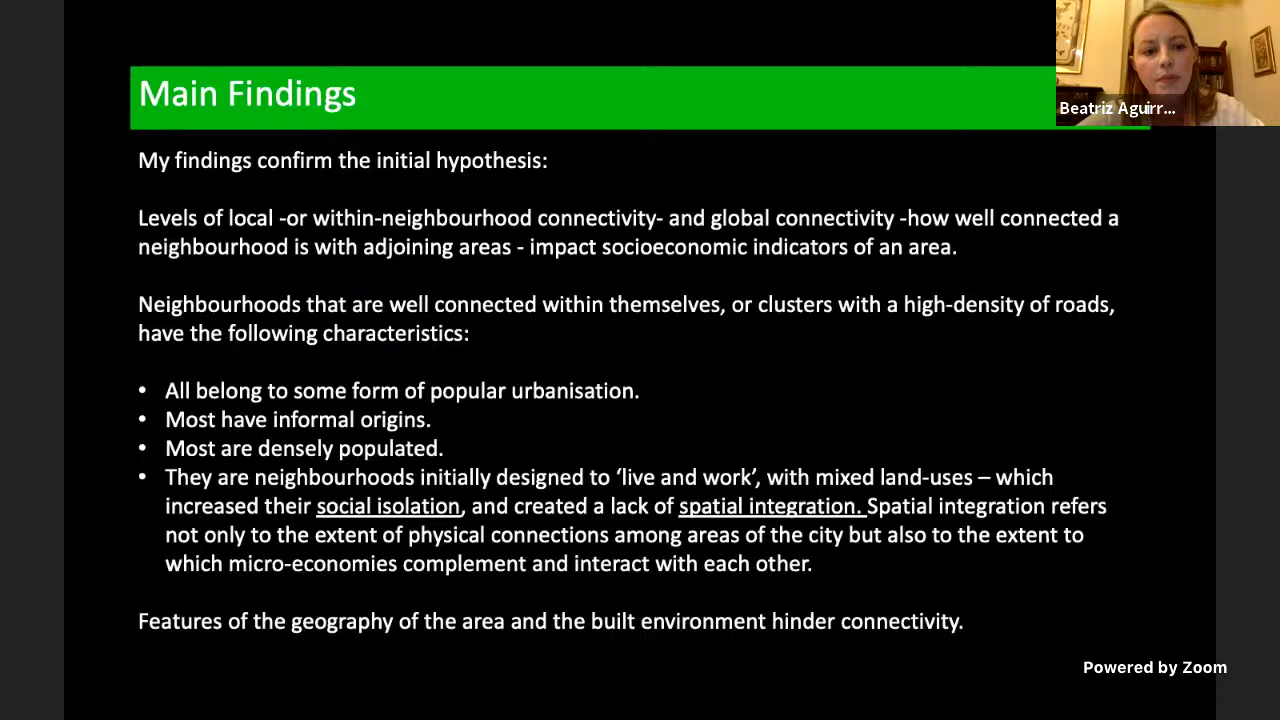 Main Findings
Beatriz Aguirr...
My findings confirm the initial hypothesis:
Levels of local -or within-neighbourhood connectivity- and global connectivity -how well connected a
neighbourhood is with adjoining areas - impact socioeconomic indicators of an area.
Neighbourhoods that are well connected within themselves, or clusters with a high-density of roads,
have the following characteristics:
• All belong to some form of popular urbanisation.
• Most have informal origins.
• Most are densely populated.
• They are neighbourhoods initially designed to ‘live and work’, with mixed land-uses – which
increased their social isolation, and created a lack of spatial integration. Spatial integration refers
not only to the extent of physical connections among areas of the city but also to the extent to
which micro-economies complement and interact with each other.
Features of the geography of the area and the built environment hinder connectivity.
Powered by Zoom